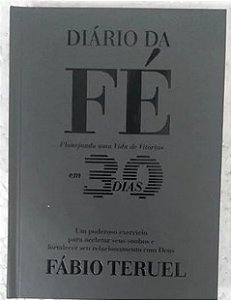 DIÁRIO DA
FÉ
Planejando uma Vida de Vitórias
em 30
DIAS
Um poderoso exercício
para acelerar seus sonhos e
fortalecer seu relacionamento com Deus
FÁBIO TERUEL